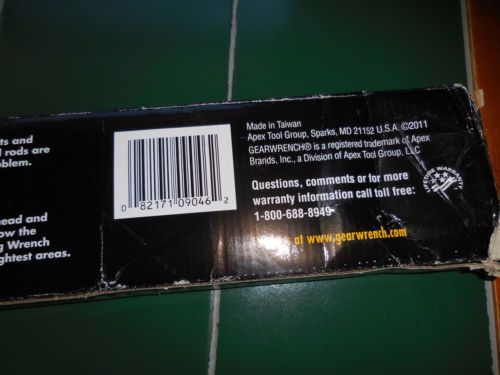 ts and
rods are
blem.
head and
ow the
g Wrench
ghtest areas.
0 82171 09046 2
Made in Taiwan
Apex Tool Group, Sparks, MD 21152 U.S.A. ©2011
GEARWRENCH® is a registered trademark of Apex
Brands, Inc., a Division of Apex Tool Group, LLC
Questions, comments or for more
warranty information call toll free:
1-800-688-8949
at www.gearwrench.com
LIFETIME WARRANTY